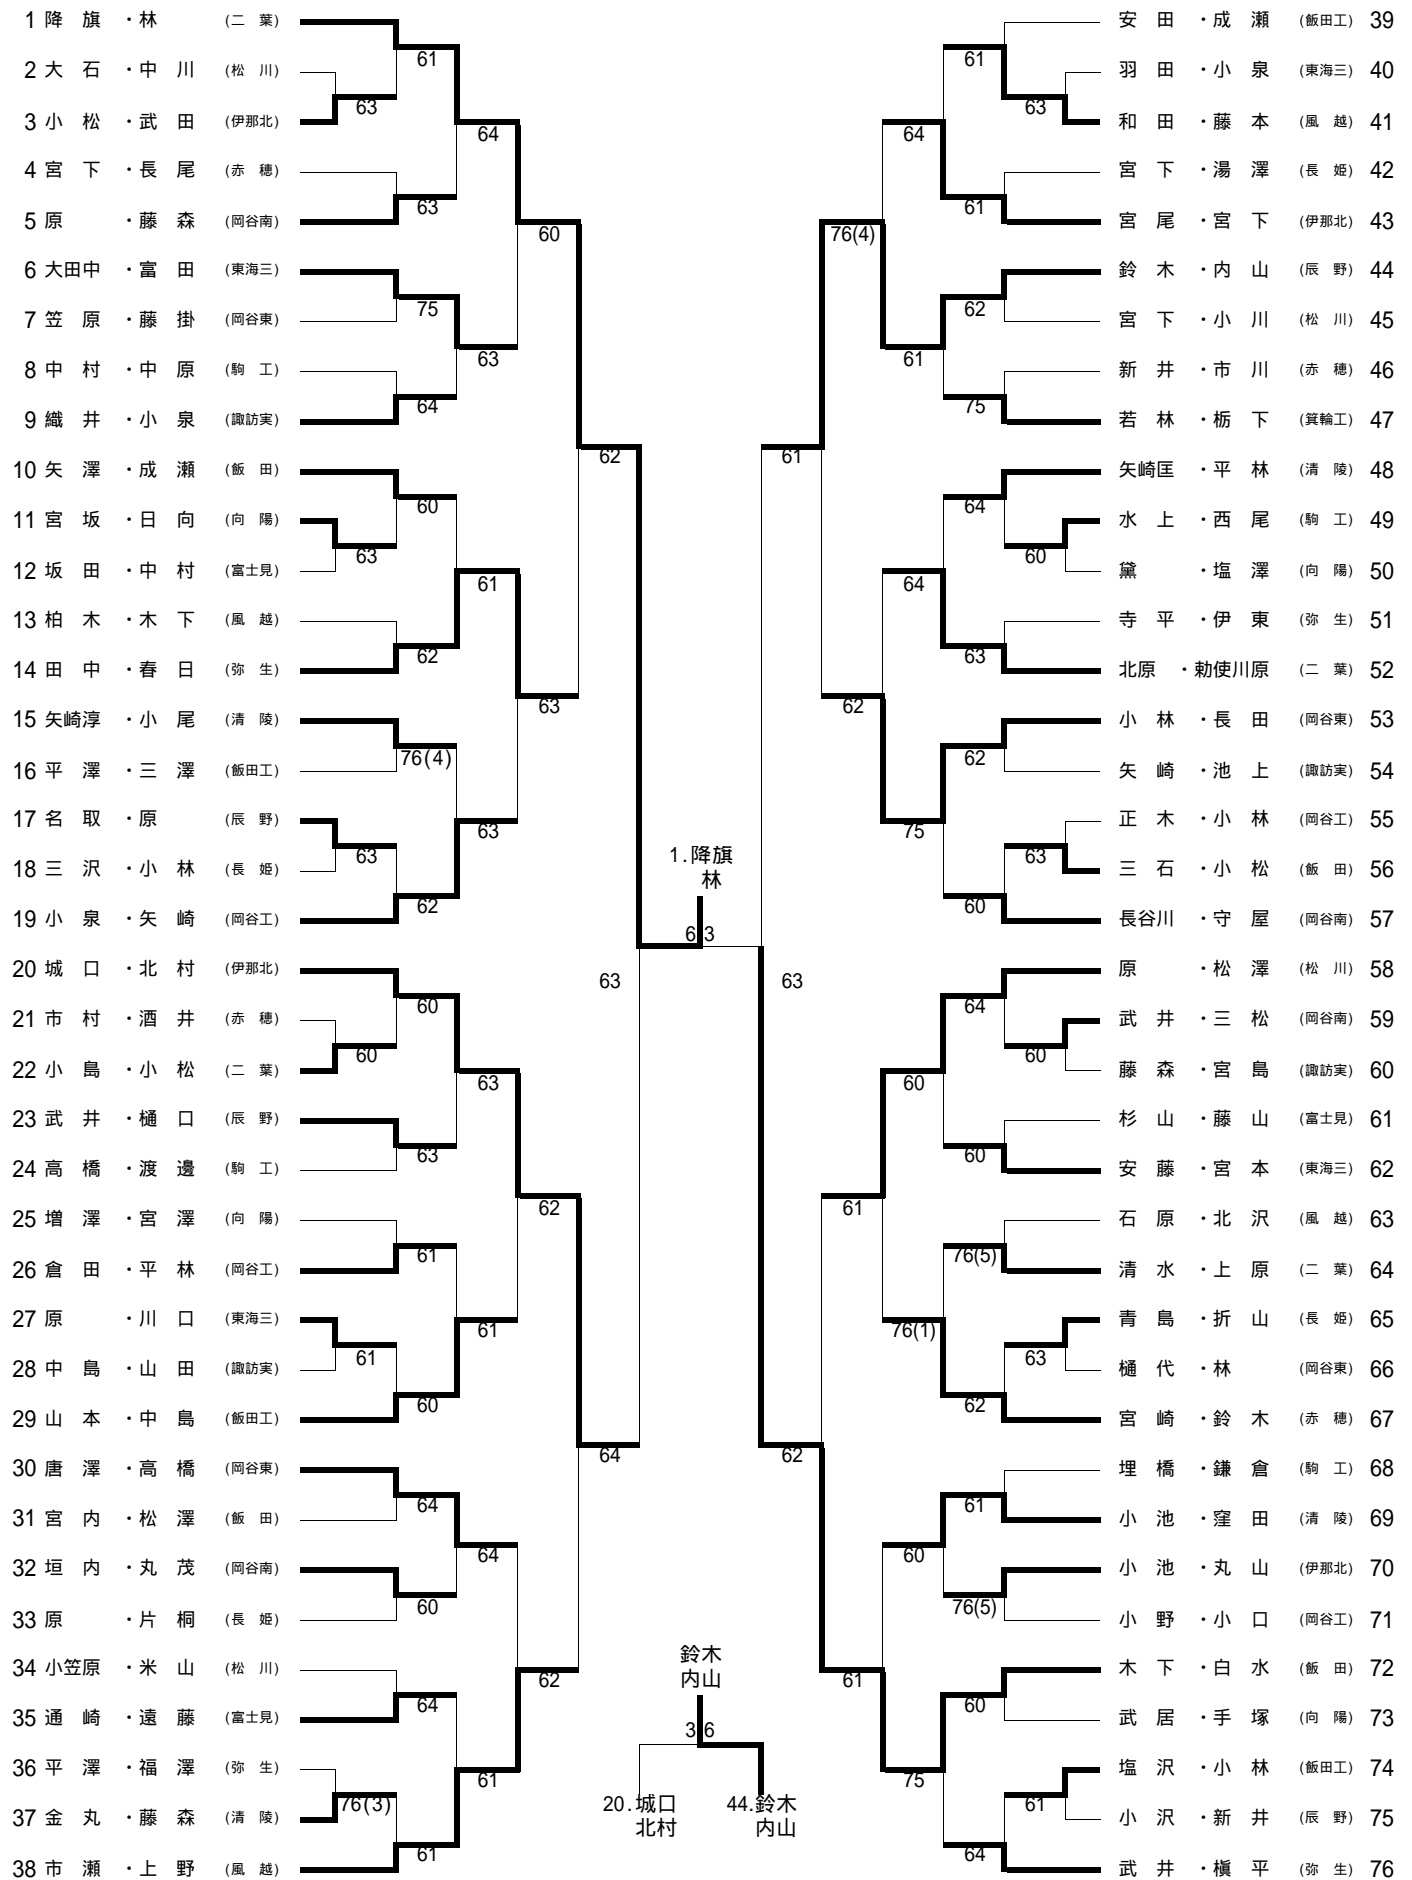 1 降 旗 ・林 (二 葉)
2 大 石 ・中 川 (松 川)
3 小 松 ・武 田 (伊那北)
4 宮 下 ・長 尾 (赤 穂)
5 原 ・藤 森 (岡谷南)
6 大田中 ・富 田 (東海三)
7 笠 原 ・藤 掛 (岡谷東)
8 中 村 ・中 原 (駒 工)
9 織 井 ・小 泉 (諏訪実)
10 矢 澤 ・成 瀬 (飯 田)
11 宮 坂 ・日 向 (向 陽)
12 坂 田 ・中 村 (富士見)
13 柏 木 ・木 下 (風 越)
14 田 中 ・春 日 (弥 生)
15 矢崎淳 ・小 尾 (清 陵)
16 平 澤 ・三 澤 (飯田工)
17 名 取 ・原 (辰 野)
18 三 沢 ・小 林 (長 姫)
19 小 泉 ・矢 崎 (岡谷工)
20 城 口 ・北 村 (伊那北)
21 市 村 ・酒 井 (赤 穂)
22 小 島 ・小 松 (二 葉)
23 武 井 ・樋 口 (辰 野)
24 高 橋 ・渡 邊 (駒 工)
25 増 澤 ・宮 澤 (向 陽)
26 倉 田 ・平 林 (岡谷工)
27 原 ・川 口 (東海三)
28 中 島 ・山 田 (諏訪実)
29 山 本 ・中 島 (飯田工)
30 唐 澤 ・高 橋 (岡谷東)
31 宮 内 ・松 澤 (飯 田)
32 垣 内 ・丸 茂 (岡谷南)
33 原 ・片 桐 (長 姫)
34 小笠原 ・米 山 (松 川)
35 通 崎 ・遠 藤 (富士見)
36 平 澤 ・福 澤 (弥 生)
37 金 丸 ・藤 森 (清 陵)
38 市 瀬 ・上 野 (風 越)
63
63
60
61
76(3)
61
63
75
64
60
62
76(4)
62
60
63
61
60
64
60
64
61
64
63
61
63
63
61
64
61
60
63
62
62
62
64
63
1.降旗
林
63
鈴木
内山
36
20.城口
北村
44.鈴木
内山
63
61
62
76(4)
62
61
61
64
61
64
75
60
76(1)
60
75
61
61
62
75
64
63
62
60
64
60
76(5)
62
61
76(5)
60
64
63
60
63
60
63
61
安 田 ・成 瀬 (飯田工) 39
羽 田 ・小 泉 (東海三) 40
和 田 ・藤 本 (風 越) 41
宮 下 ・湯 澤 (長 姫) 42
宮 尾 ・宮 下 (伊那北) 43
鈴 木 ・内 山 (辰 野) 44
宮 下 ・小 川 (松 川) 45
新 井 ・市 川 (赤 穂) 46
若 林 ・栃 下 (箕輪工) 47
矢崎匡 ・平 林 (清 陵) 48
水 上 ・西 尾 (駒 工) 49
黛 ・塩 澤 (向 陽) 50
寺 平 ・伊 東 (弥 生) 51
北原 ・勅使川原 (二 葉) 52
小 林 ・長 田 (岡谷東) 53
矢 崎 ・池 上 (諏訪実) 54
正 木 ・小 林 (岡谷工) 55
三 石 ・小 松 (飯 田) 56
長谷川 ・守 屋 (岡谷南) 57
原 ・松 澤 (松 川) 58
武 井 ・三 松 (岡谷南) 59
藤 森 ・宮 島 (諏訪実) 60
杉 山 ・藤 山 (富士見) 61
安 藤 ・宮 本 (東海三) 62
石 原 ・北 沢 (風 越) 63
清 水 ・上 原 (二 葉) 64
青 島 ・折 山 (長 姫) 65
樋 代 ・林 (岡谷東) 66
宮 崎 ・鈴 木 (赤 穂) 67
埋 橋 ・鎌 倉 (駒 工) 68
小 池 ・窪 田 (清 陵) 69
小 池 ・丸 山 (伊那北) 70
小 野 ・小 口 (岡谷工) 71
木 下 ・白 水 (飯 田) 72
武 居 ・手 塚 (向 陽) 73
塩 沢 ・小 林 (飯田工) 74
小 沢 ・新 井 (辰 野) 75
武 井 ・槇 平 (弥 生) 76